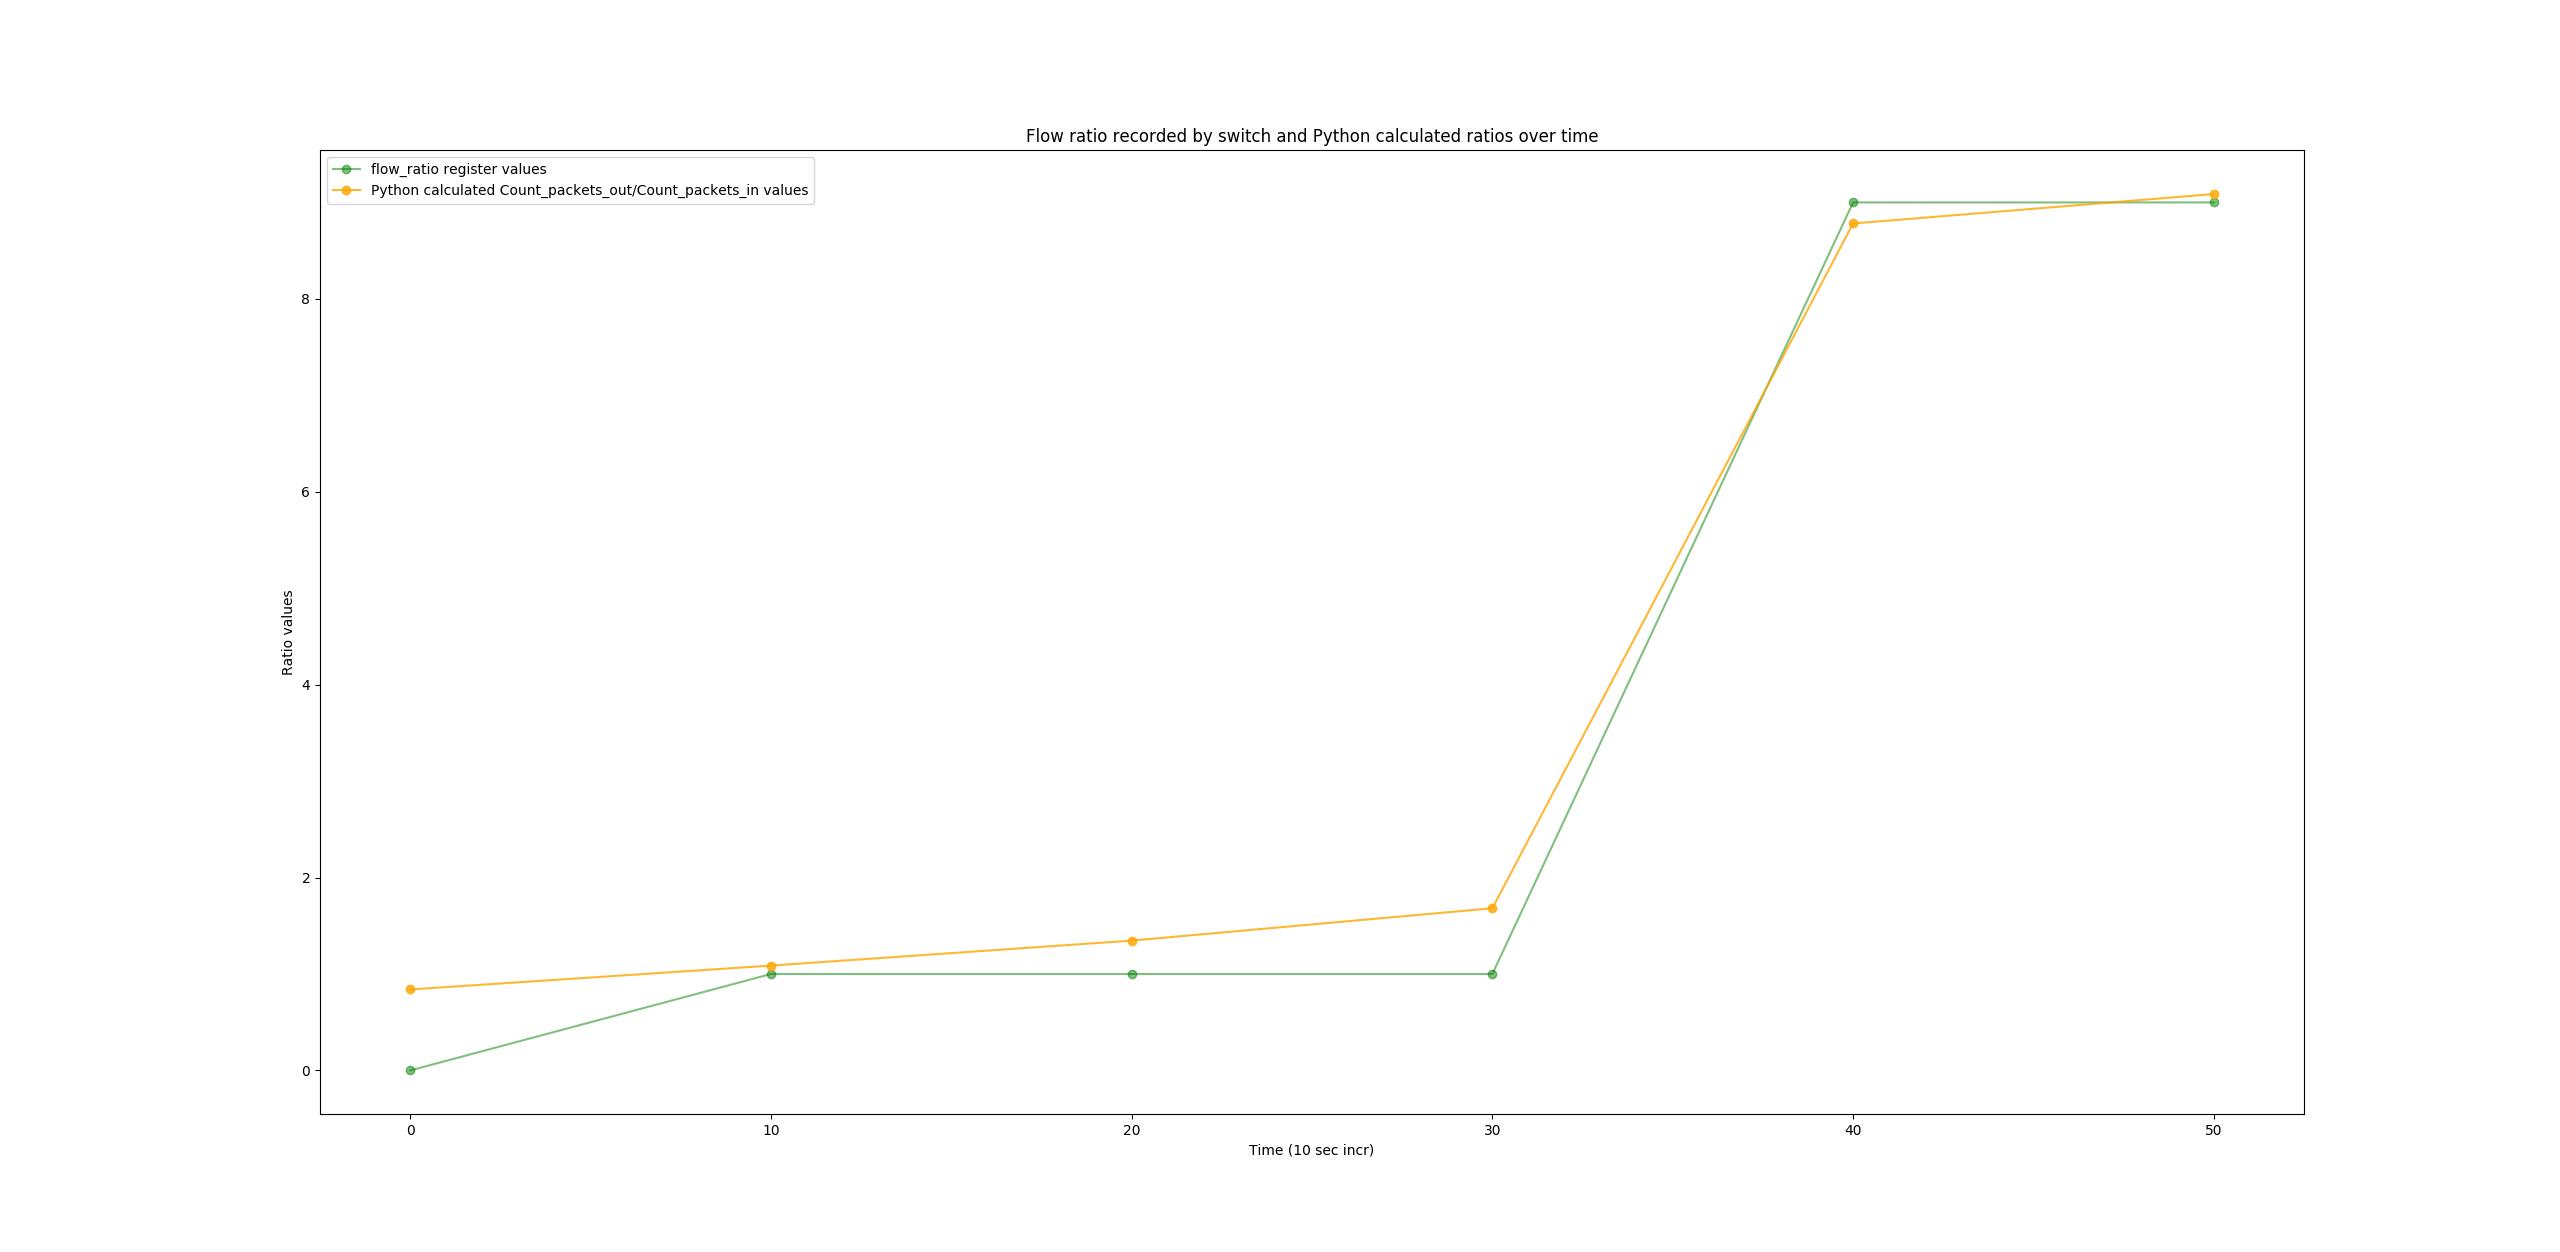 Flow ratio recorded by switch and Python calculated ratios over time
flow_ratio register values
Python calculated Count_packets_out/Count_packets_in values
Ratio values
8
6
4
2
0
0 10 20 30 40 50
Time (10 sec incr)